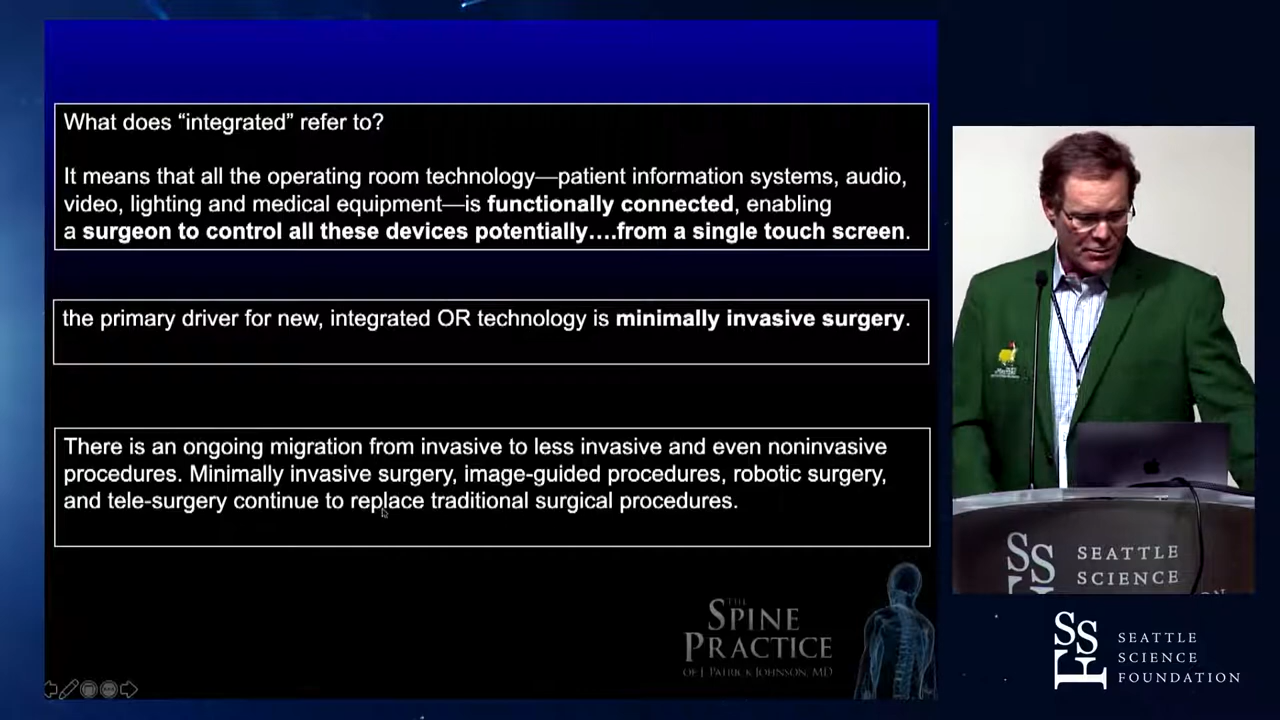 What does “integrated” refer to?
It means that all the operating room technology—patient information systems, audio,
video, lighting and medical equipment—is functionally connected, enabling
a surgeon to control all these devices potentially....from a single touch screen.
the primary driver for new, integrated OR technology is minimally invasive surgery.
There is an ongoing migration from invasive to less invasive and even noninvasive
procedures. Minimally invasive surgery, image-guided procedures, robotic surgery,
and tele-surgery continue to replace traditional surgical procedures.
THE
SPINE
PRACTICE
OF J. PATRICK JOHNSON, MD
SEATTLE
SCIENCE
SSF
SEATTLE
SCIENCE
FOUNDATION